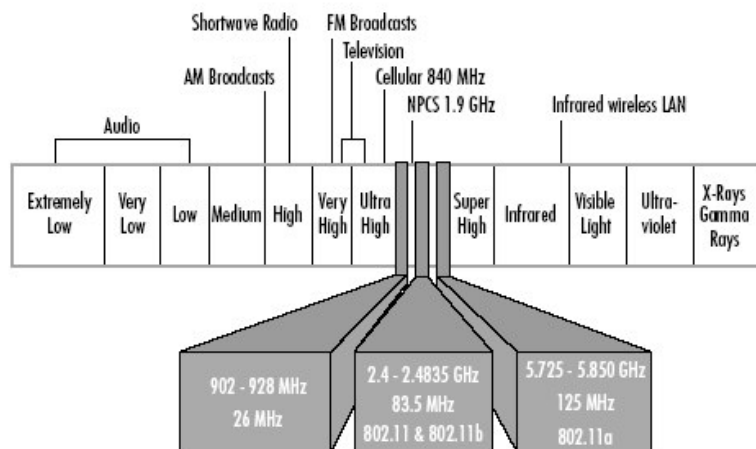 Shortwave Radio
FM Broadcasts
Television
AM Broadcasts
Cellular 840 MHz
NPCS 1.9 GHz
Infrared wireless LAN
Audio
Extremely
Low
Very
Low
Low
Medium
High
Very
High
Ultra
High
Super
High
Infrared
Visible
Light
Ultra-
violet
X-Rays
Gamma
Rays
902 - 928 MHz
26 MHz
2.4 - 2.4835 GHz
83.5 MHz
802.11 & 802.11b
5.725 - 5.850 GHz
125 MHz
802.11a